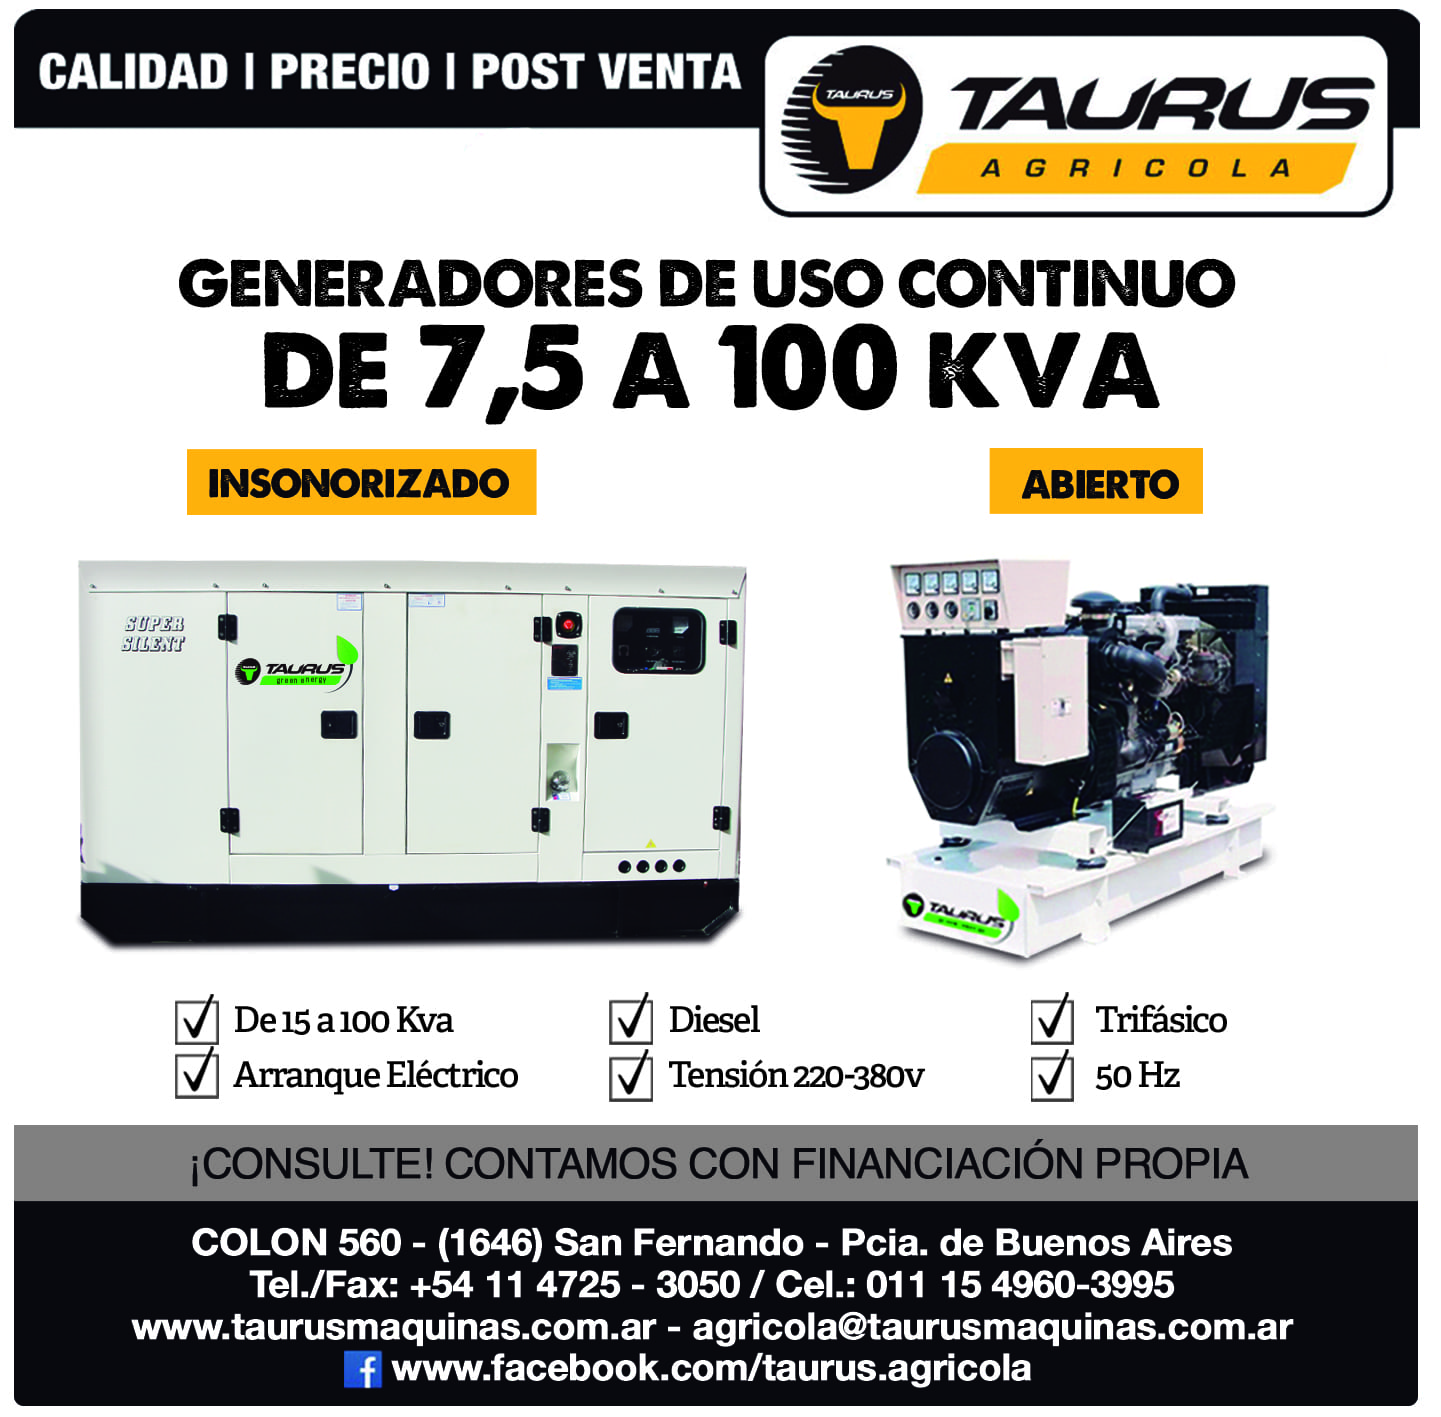 CALIDAD | PRECIO | POST VENTA
TAURUS
TAURUS
AGRICOLA
GENERADORES DE USO CONTINUO
DE 7,5 A 100 KVA
INSONORIZADO
ABIERTO
SUPER
SILENT
TAURUS
green energy
TAURUS
De 15 a 100 Kva
Diesel
Trifásico
Arranque Eléctrico
Tensión 220-380v
50 Hz
¡CONSULTE! CONTAMOS CON FINANCIACIÓN PROPIA
COLON 560 - (1646) San Fernando - Pcia. de Buenos Aires
Tel./Fax: +54 11 4725 - 3050 / Cel.: 011 15 4960-3995
www.taurusmaquinas.com.ar - agricola@taurusmaquinas.com.ar
f www.facebook.com/taurus.agricola